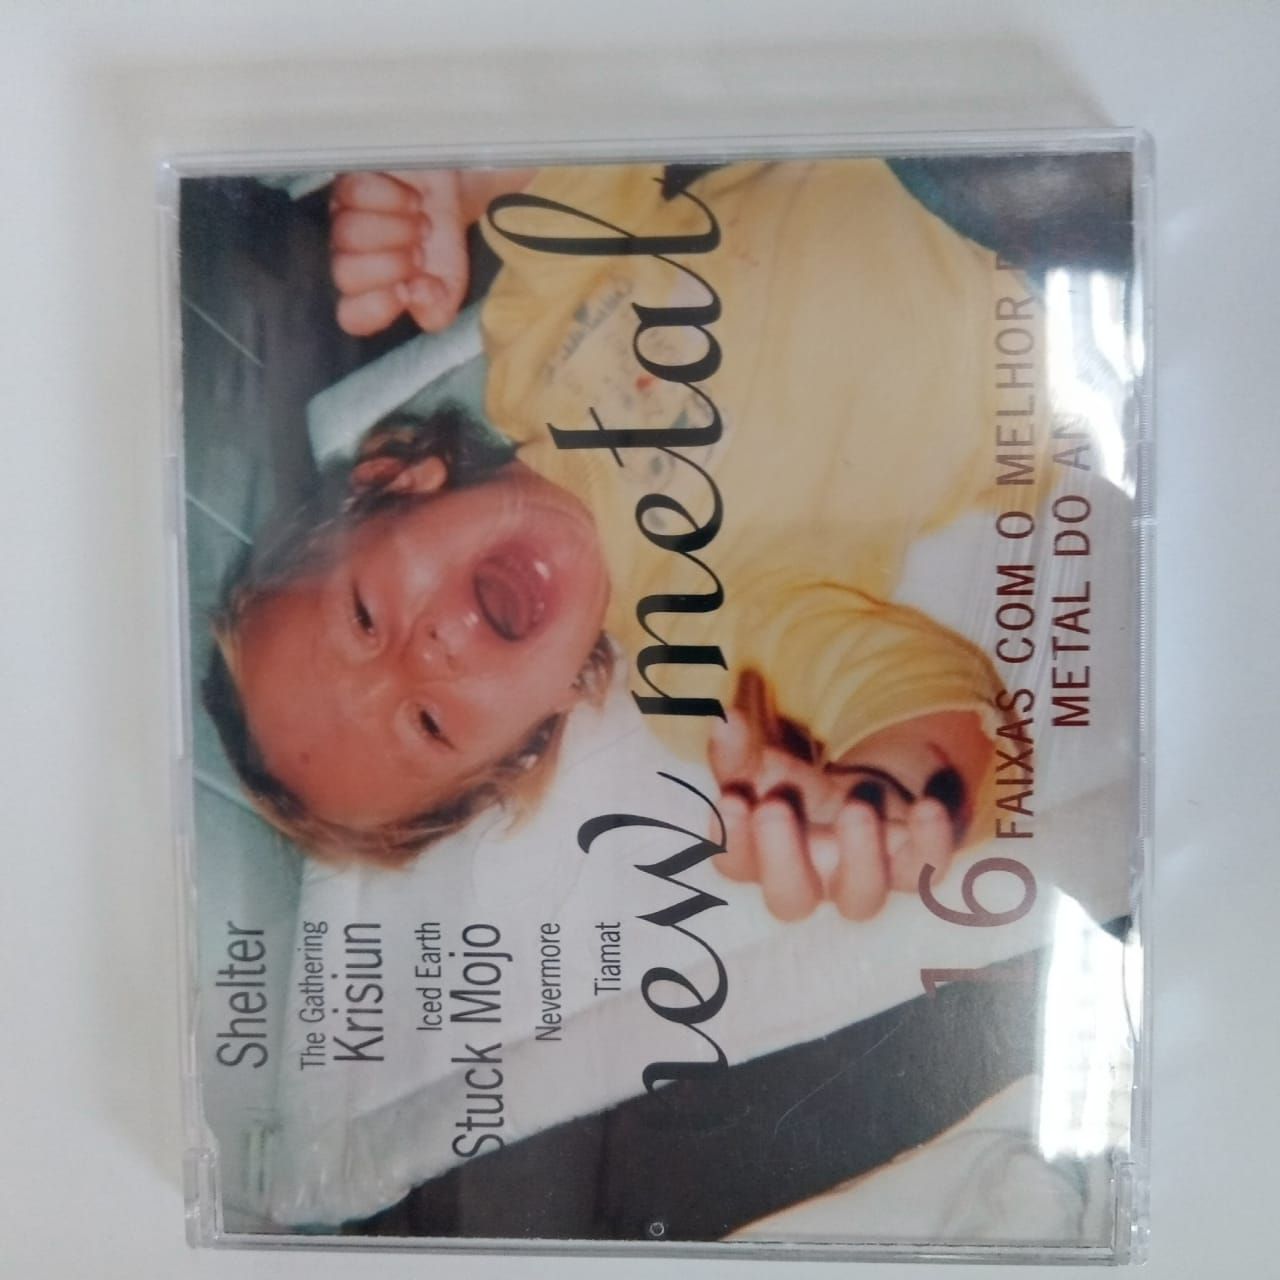 Shelter
The Gathering
Krisiun
Iced Earth
Stuck Mojo
Nevermore
Tiamat
new metal
16 FAIXAS COM O MELHOR
METAL DO